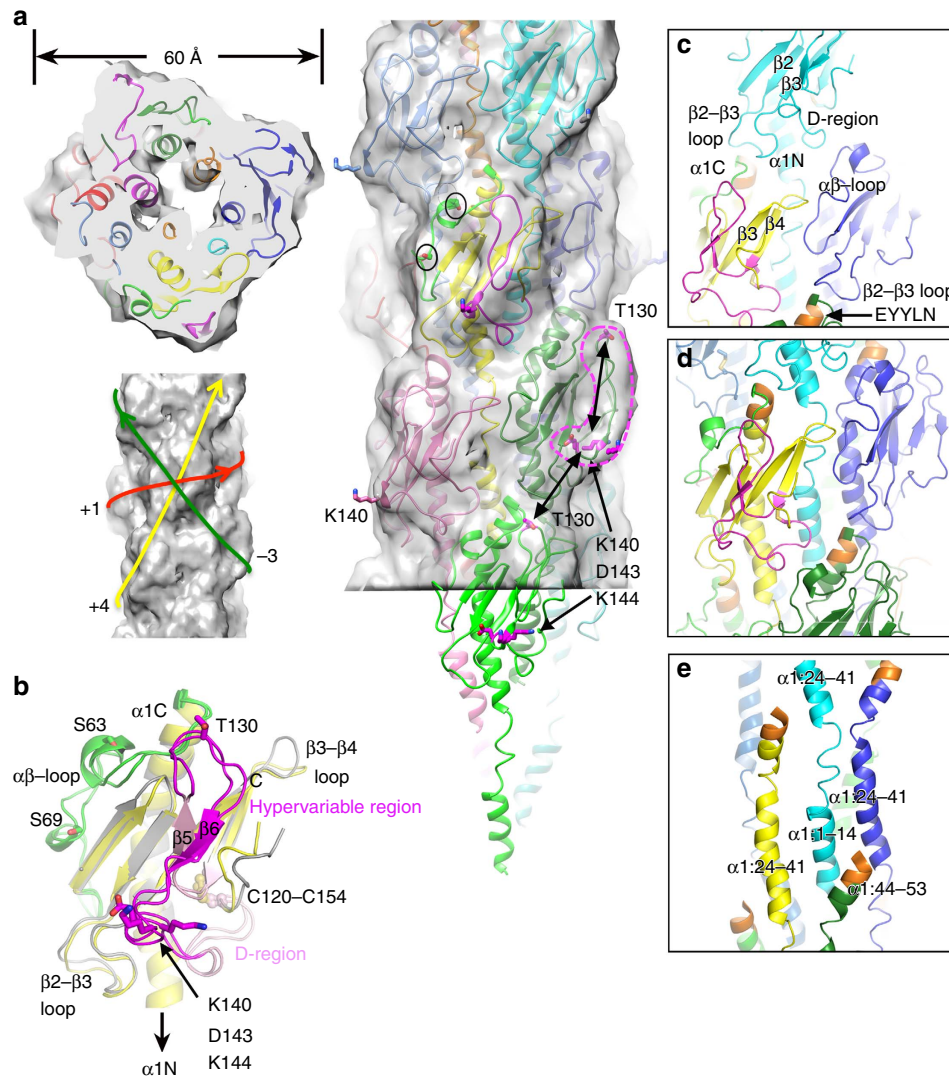 a
60 Å
+1
+4
−3
T130
K140
T130
K140
D143
K144
b
α1C
T130
S63
αβ–loop
β3–β4
loop
C
Hypervariable region
S69
β5
β6
C120–C154
D-region
β2–β3
loop
K140
D143
K144
α1N
c
β2
β3
β2–β3
loop
D-region
α1N
α1C
αβ–loop
β3
β4
β2–β3 loop
EYYLN
d
e
α1:24–41
α1:24–41
α1:1–14
α1:24–41
α1:44–53